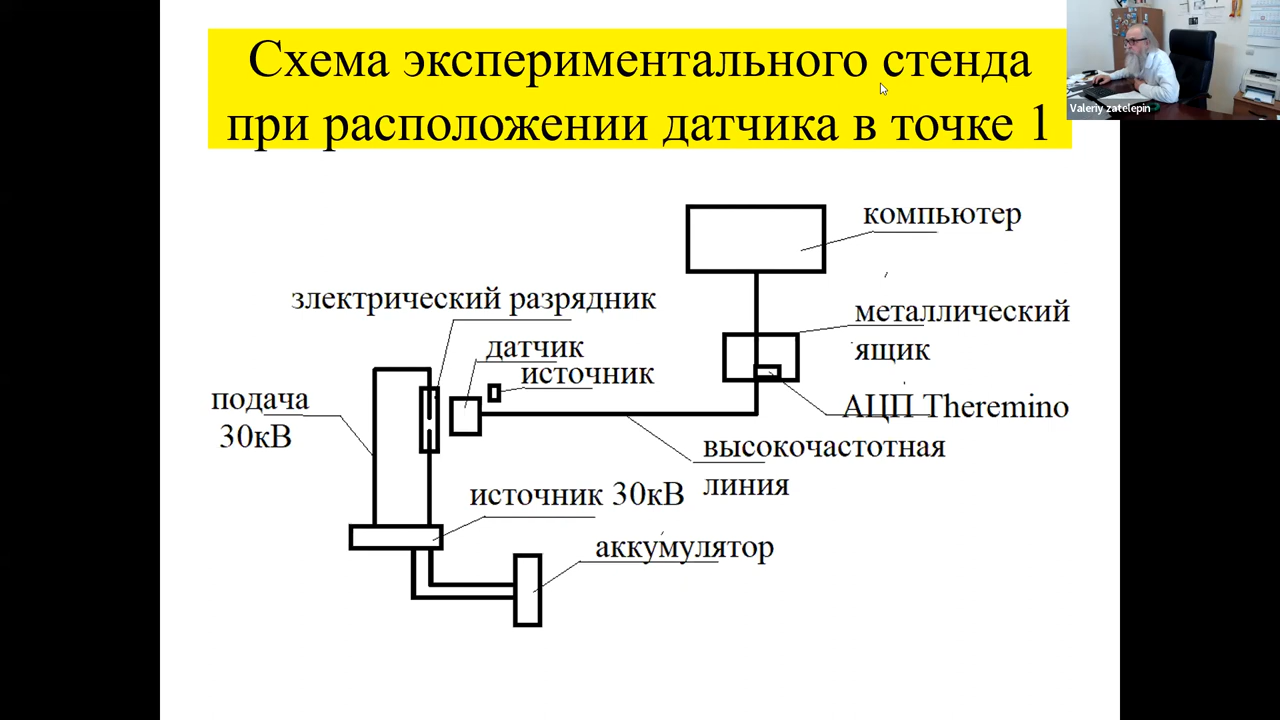 Схема экспериментального стенда
при расположении датчика в точке 1
Valeriy zatelepin
компьютер
злектрический разрядник
металлический
ящик
датчик
источник
подача
30кВ
АЦП Theremino
высокочастотная
линия
источник 30кВ
аккумулятор